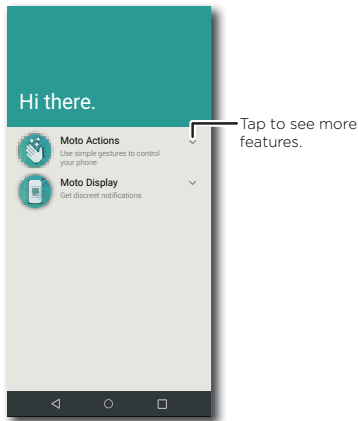 Hi there.
Moto Actions
Use simple gestures to control
your phone
Moto Display
Get discreet notifications
Tap to see more
features.